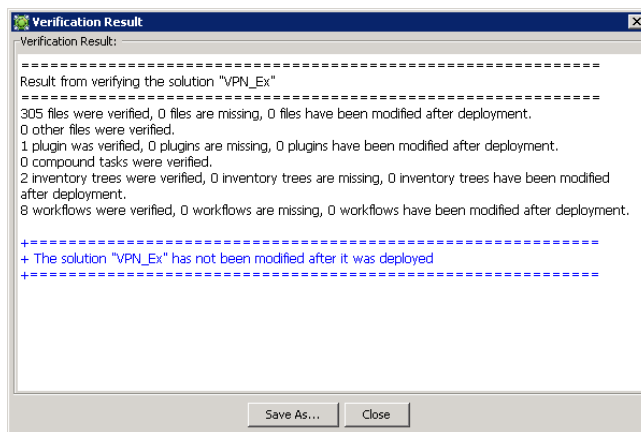 Verification Result
Verification Result:
============================================================
Result from verifying the solution "VPN_Ex"
============================================================
305 files were verified, 0 files are missing, 0 files have been modified after deployment.
0 other files were verified.
1 plugin was verified, 0 plugins are missing, 0 plugins have been modified after deployment.
0 compound tasks were verified.
2 inventory trees were verified, 0 inventory trees are missing, 0 inventory trees have been modified
after deployment.
8 workflows were verified, 0 workflows are missing, 0 workflows have been modified after deployment.
+===========================================================
+ The solution "VPN_Ex" has not been modified after it was deployed
+===========================================================
Save As... Close